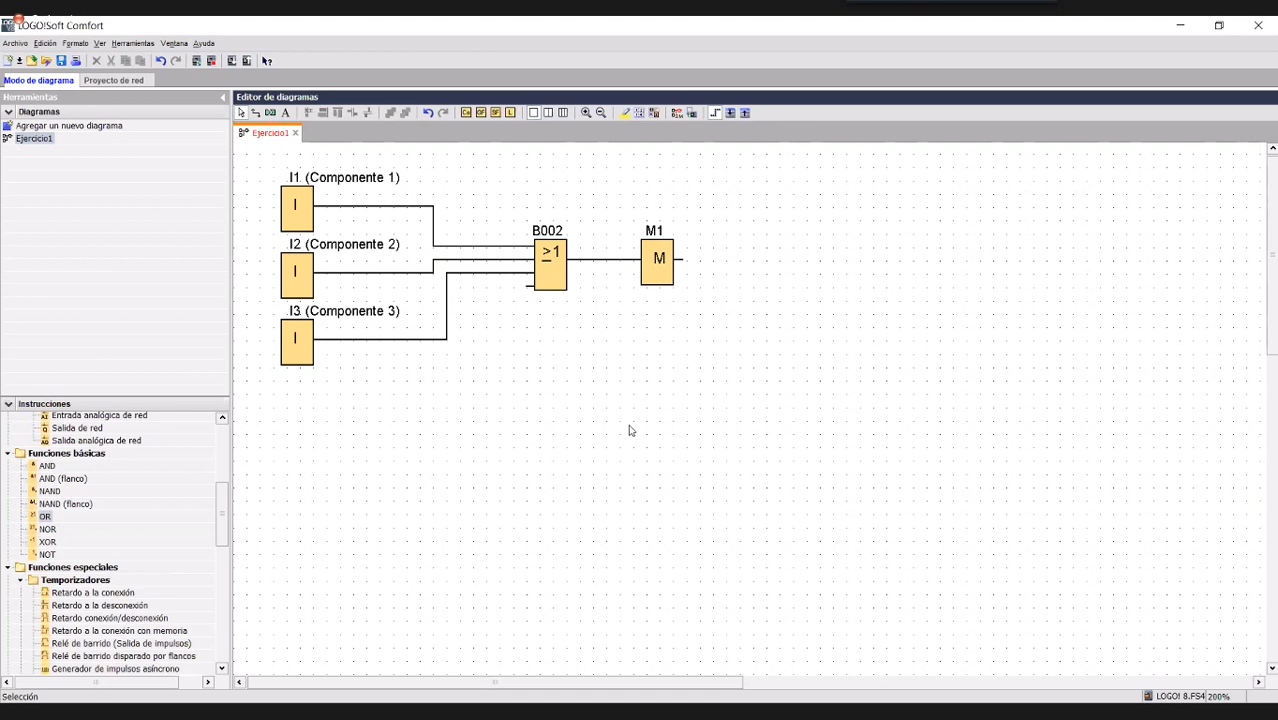 LOGO!Soft Comfort
Archivo Edición Formato Ver Herramientas Ventana Ayuda
Modo de diagrama Proyecto de red
Herramientas
Editor de diagramas
Diagramas
Agregar un nuevo diagrama
Ejercicio1
Ejercicio1
I1 (Componente 1)
I
I2 (Componente 2)
I
I3 (Componente 3)
I
B002
≥1
M1
M
Instrucciones
Entrada analógica de red
Salida de red
Salida analógica de red
Funciones básicas
AND
AND (flanco)
NAND
NAND (flanco)
OR
NOR
XOR
NOT
Funciones especiales
Temporizadores
Retardo a la conexión
Retardo a la desconexión
Retardo conexión/desconexión
Retardo a la conexión con memoria
Relé de barrido (Salida de impulsos)
Relé de barrido disparado por flancos
Generador de impulsos asíncrono
Selección
LOGO! 8.FS4 200%